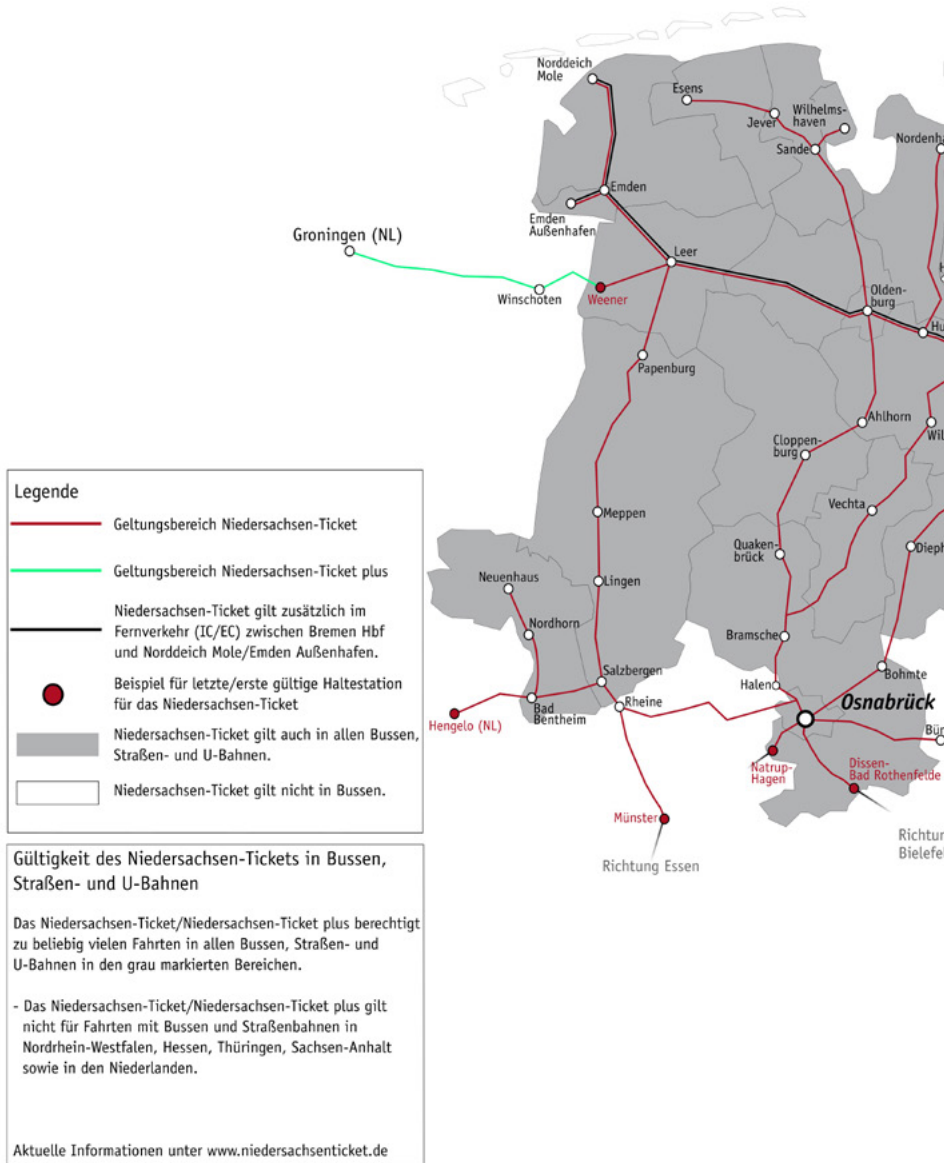 Norddeich
Mole
Esens
Jever
Wilhelms-
haven
Sande
Nordenha
Emden
Emden
Außenhafen
Groningen (NL)
Winschoten
Weener
Leer
Olden-
burg
H
Hu
Papenburg
Ahlhorn
Cloppen-
burg
Wil
Meppen
Vechta
Quaken-
brück
Dieph
Neuenhaus
Lingen
Nordhorn
Bramsche
Salzbergen
Halen
Bohmte
Hengelo (NL)
Bad
Bentheim
Rheine
Osnabrück
Bün
Natrup-
Hagen
Dissen-
Bad Rothenfelde
Münster
Richtung Essen
Richtun
Bielefel
Legende
Geltungsbereich Niedersachsen-Ticket
Geltungsbereich Niedersachsen-Ticket plus
Niedersachsen-Ticket gilt zusätzlich im
Fernverkehr (IC/EC) zwischen Bremen Hbf
und Norddeich Mole/Emden Außenhafen.
Beispiel für letzte/erste gültige Haltestation
für das Niedersachsen-Ticket
Niedersachsen-Ticket gilt auch in allen Bussen,
Straßen- und U-Bahnen.
Niedersachsen-Ticket gilt nicht in Bussen.
Gültigkeit des Niedersachsen-Tickets in Bussen,
Straßen- und U-Bahnen
Das Niedersachsen-Ticket/Niedersachsen-Ticket plus berechtigt
zu beliebig vielen Fahrten in allen Bussen, Straßen- und
U-Bahnen in den grau markierten Bereichen.
- Das Niedersachsen-Ticket/Niedersachsen-Ticket plus gilt
nicht für Fahrten mit Bussen und Straßenbahnen in
Nordrhein-Westfalen, Hessen, Thüringen, Sachsen-Anhalt
sowie in den Niederlanden.
Aktuelle Informationen unter www.niedersachsenticket.de